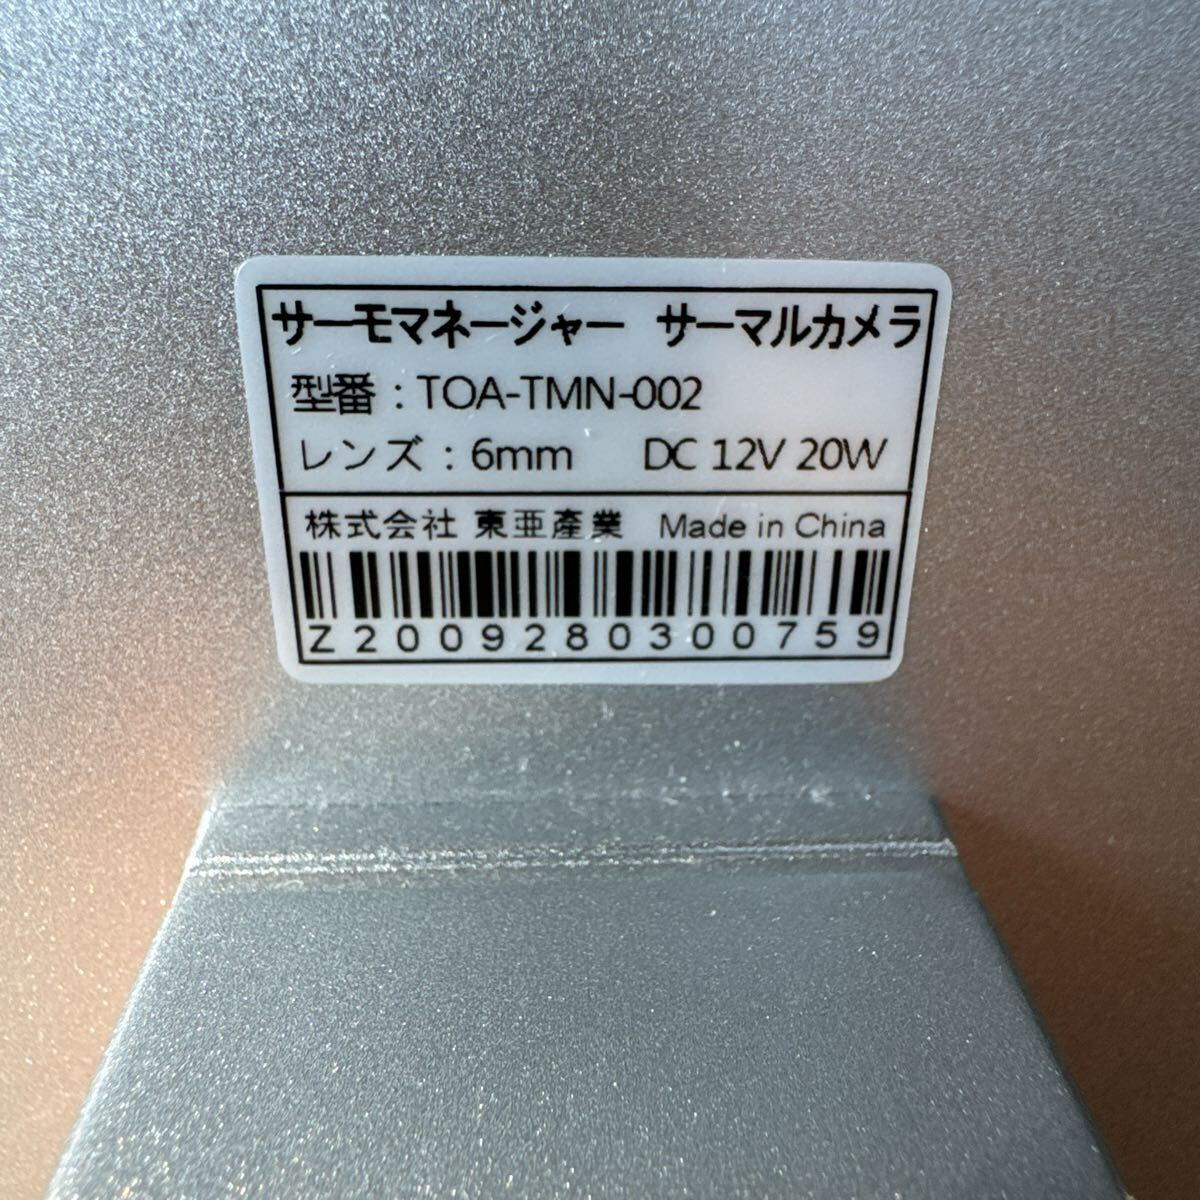 サーモマネージャー サーマルカメラ
型番：TOA-TMN-002
レンズ：6mm DC 12V 20W
株式会社 東亜産業 Made in China
Z200928030​0759